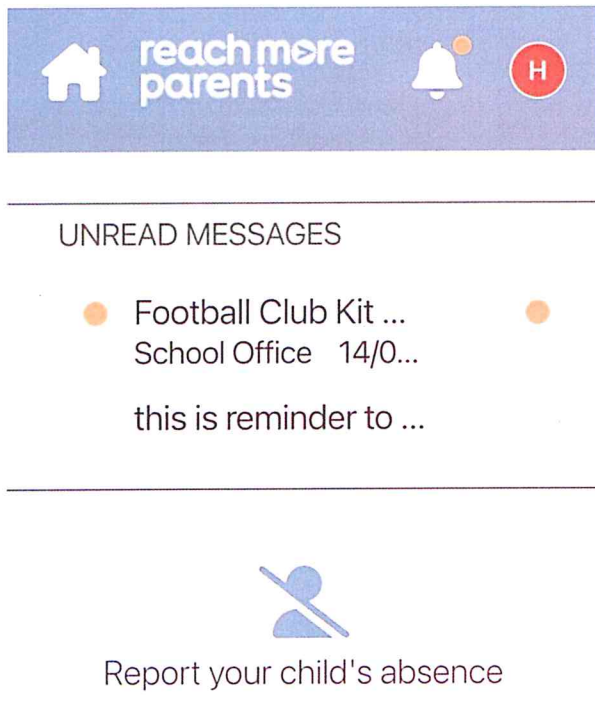 reach more
parents
H
UNREAD MESSAGES
Football Club Kit ...
School Office 14/0...
this is reminder to ...
Report your child's absence